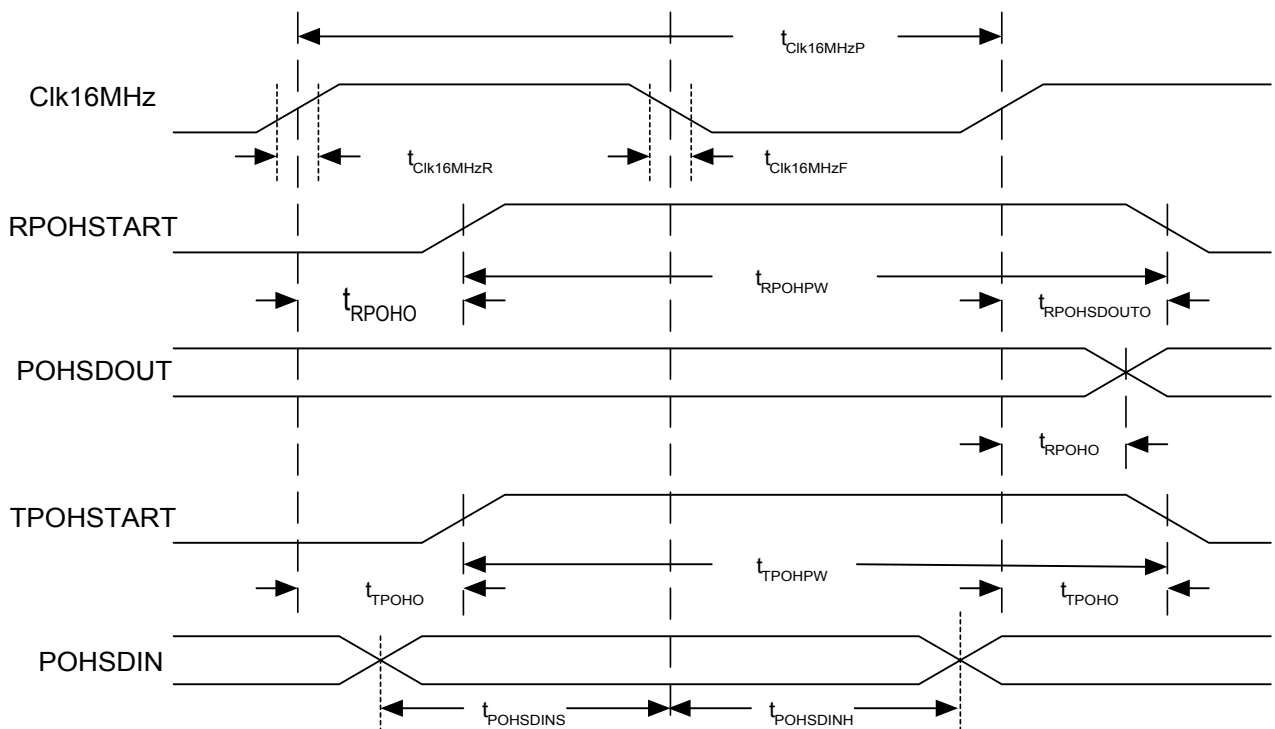 tClk16MHzP
Clk16MHz
tClk16MHzR
tClk16MHzF
RPOHSTART
tRPOHPW
tRPOHO
tRPOHSDOUTO
POHSDOUT
tRPOHO
TPOHSTART
tTPOHPW
tTPOHO
tTPOHO
POHSDIN
tPOHSDINS
tPOHSDINH